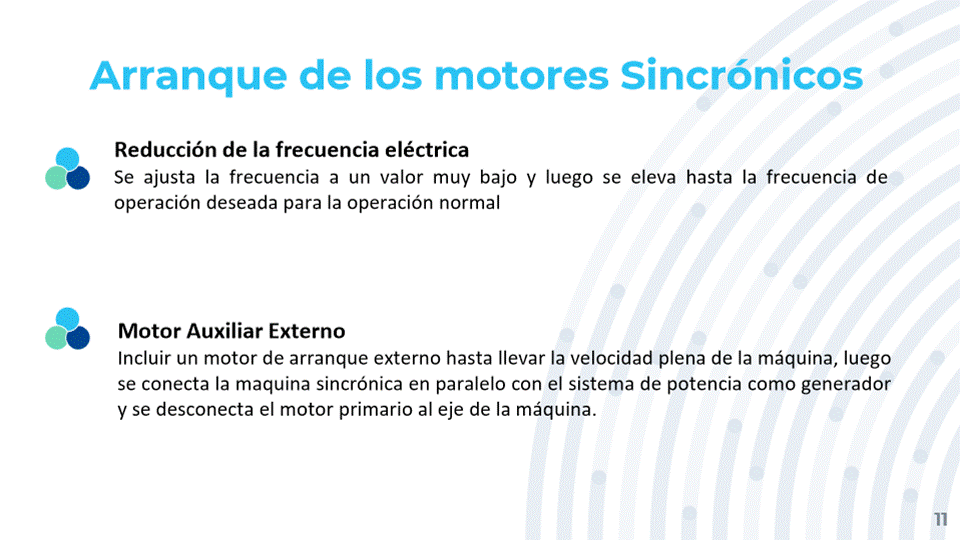 Arranque de los motores Sincrónicos
Reducción de la frecuencia eléctrica
Se ajusta la frecuencia a un valor muy bajo y luego se eleva hasta la frecuencia de
operación deseada para la operación normal
Motor Auxiliar Externo
Incluir un motor de arranque externo hasta llevar la velocidad plena de la máquina, luego
se conecta la maquina sincrónica en paralelo con el sistema de potencia como generador
y se desconecta el motor primario al eje de la máquina.
11